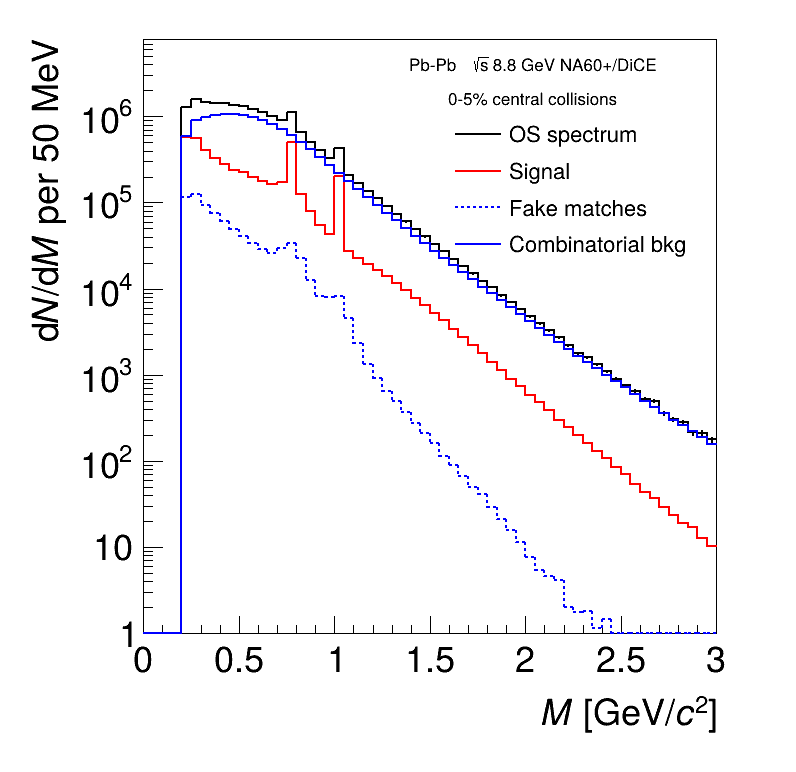 Pb-Pb √s 8.8 GeV NA60+/DiCE
0-5% central collisions
OS spectrum
Signal
Fake matches
Combinatorial bkg
dN/dM per 50 MeV
10⁶
10⁵
10⁴
10³
10²
10
1
0 0.5 1 1.5 2 2.5 3
M [GeV/c²]